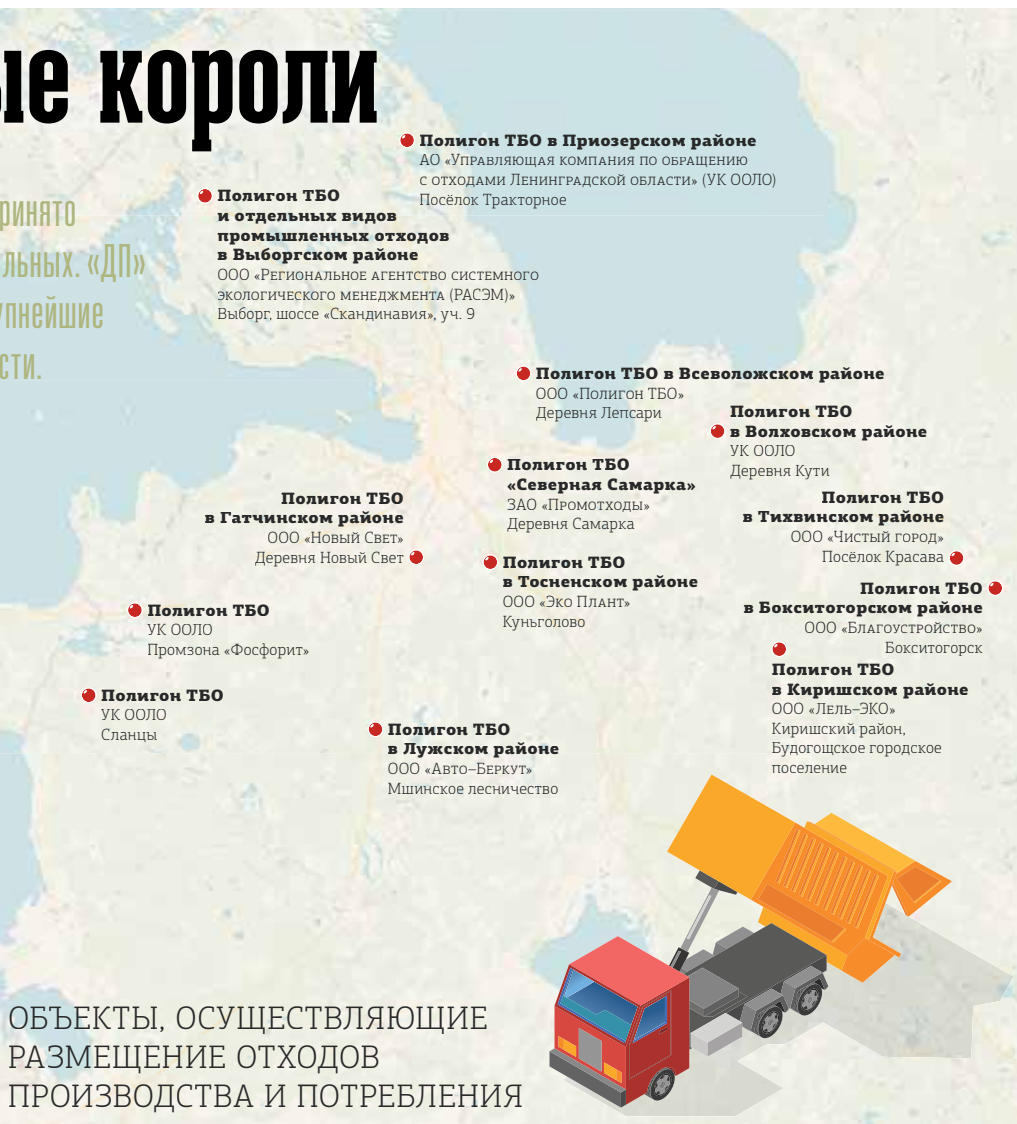 ые короли
ринято
льных. «ДП»
упнейшие
сти.
Полигон ТБО в Приозерском районе
АО «Управляющая компания по обращению
с отходами Ленинградской области» (УК ООЛО)
Посёлок Тракторное
Полигон ТБО
и отдельных видов
промышленных отходов
в Выборгском районе
ООО «Региональное агентство системного
экологического менеджмента (РАСЭМ)»
Выборг, шоссе «Скандинавия», уч. 9
Полигон ТБО в Всеволожском районе
ООО «Полигон ТБО»
Деревня Лепсари
Полигон ТБО
в Волховском районе
УК ООЛО
Деревня Кути
Полигон ТБО
«Северная Самарка»
ЗАО «Промотходы»
Деревня Самарка
Полигон ТБО
в Гатчинском районе
ООО «Новый Свет»
Деревня Новый Свет
Полигон ТБО
в Тихвинском районе
ООО «Чистый город»
Посёлок Красава
Полигон ТБО
в Тосненском районе
ООО «Эко Плант»
Куньголово
Полигон ТБО
в Бокситогорском районе
ООО «Благоустройство»
Бокситогорск
Полигон ТБО
УК ООЛО
Промзона «Фосфорит»
Полигон ТБО
в Киришском районе
ООО «Лель–ЭКО»
Киришский район,
Будогощское городское
поселение
Полигон ТБО
УК ООЛО
Сланцы
Полигон ТБО
в Лужском районе
ООО «Авто–Беркут»
Мшинское лесничество
ОБЪЕКТЫ, ОСУЩЕСТВЛЯЮЩИЕ
РАЗМЕЩЕНИЕ ОТХОДОВ
ПРОИЗВОДСТВА И ПОТРЕБЛЕНИЯ